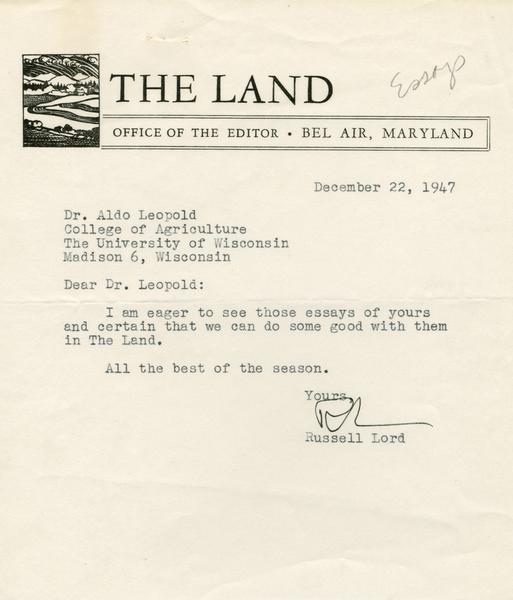 THE LAND
Essays
OFFICE OF THE EDITOR • BEL AIR, MARYLAND
December 22, 1947
Dr. Aldo Leopold
College of Agriculture
The University of Wisconsin
Madison 6, Wisconsin
Dear Dr. Leopold:
I am eager to see those essays of yours
and certain that we can do some good with them
in The Land.
All the best of the season.
Yours,
Russell Lord